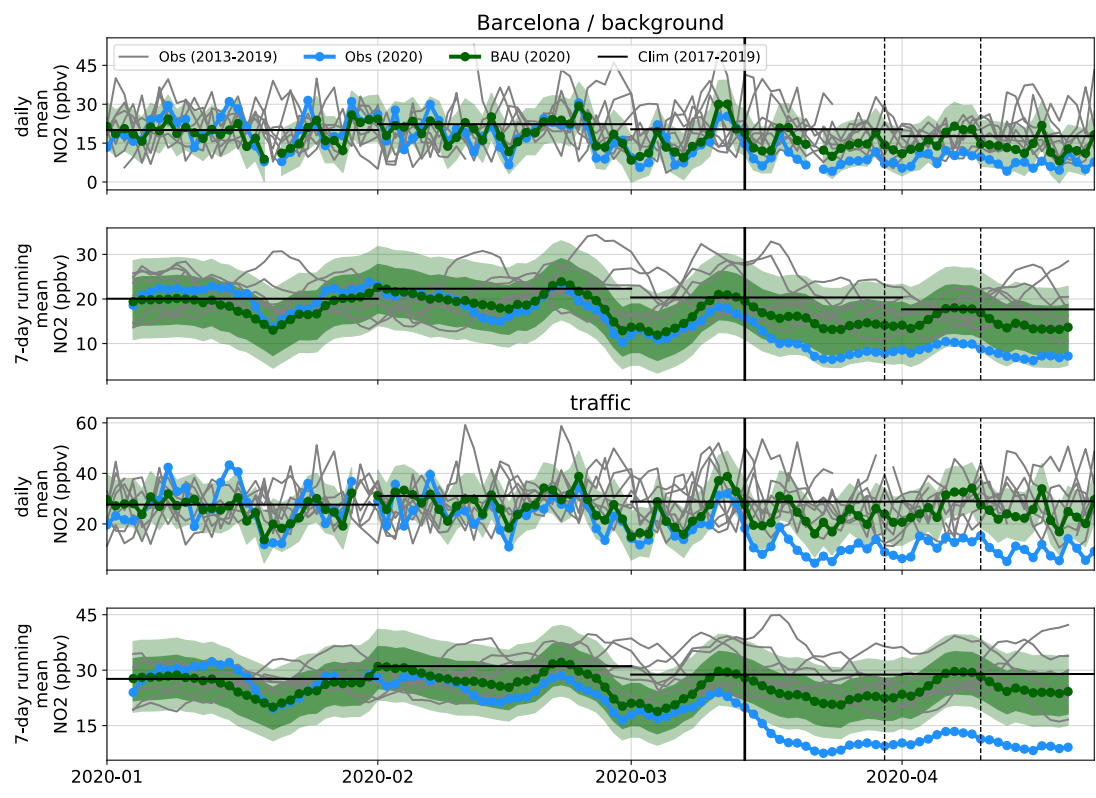 Barcelona / background
Obs (2013-2019)
Obs (2020)
BAU (2020)
Clim (2017-2019)
daily
mean
NO2 (ppbv)
45
30
15
0
7-day running
mean
NO2 (ppbv)
30
20
10
traffic
daily
mean
NO2 (ppbv)
60
40
20
7-day running
mean
NO2 (ppbv)
45
30
15
2020-01
2020-02
2020-03
2020-04